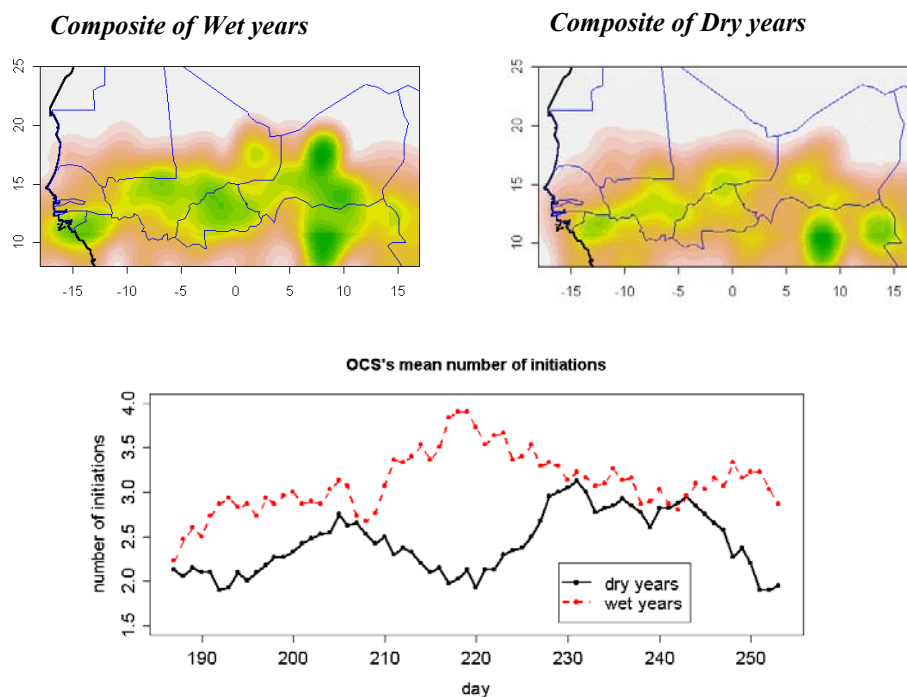 Composite of Wet years
Composite of Dry years
25
20
15
10
-15 -10 -5 0 5 10 15
25
20
15
10
-15 -10 -5 0 5 10 15
OCS's mean number of initiations
number of initiations
4.0
3.5
3.0
2.5
2.0
1.5
dry years
wet years
190 200 210 220 230 240 250
day